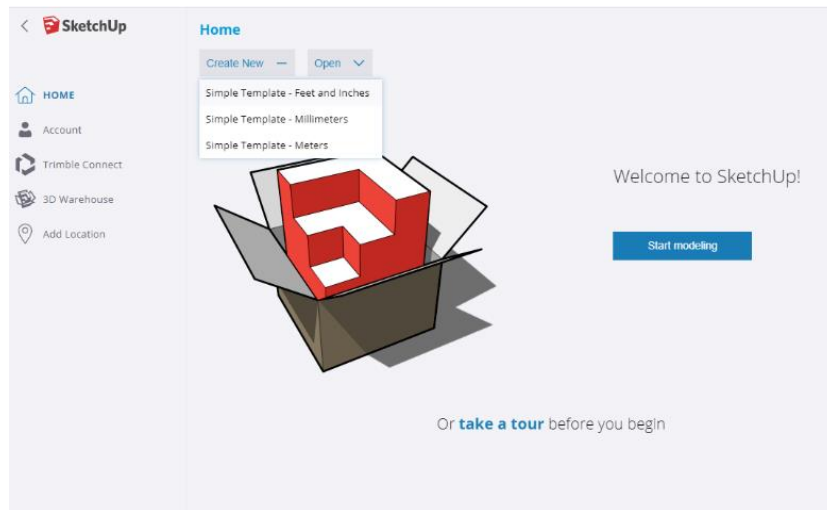 SketchUp
HOME
Account
Trimble Connect
3D Warehouse
Add Location
Home
Create New
Open
Simple Template - Feet and Inches
Simple Template - Millimeters
Simple Template - Meters
Welcome to SketchUp!
Start modeling
Or take a tour before you begin